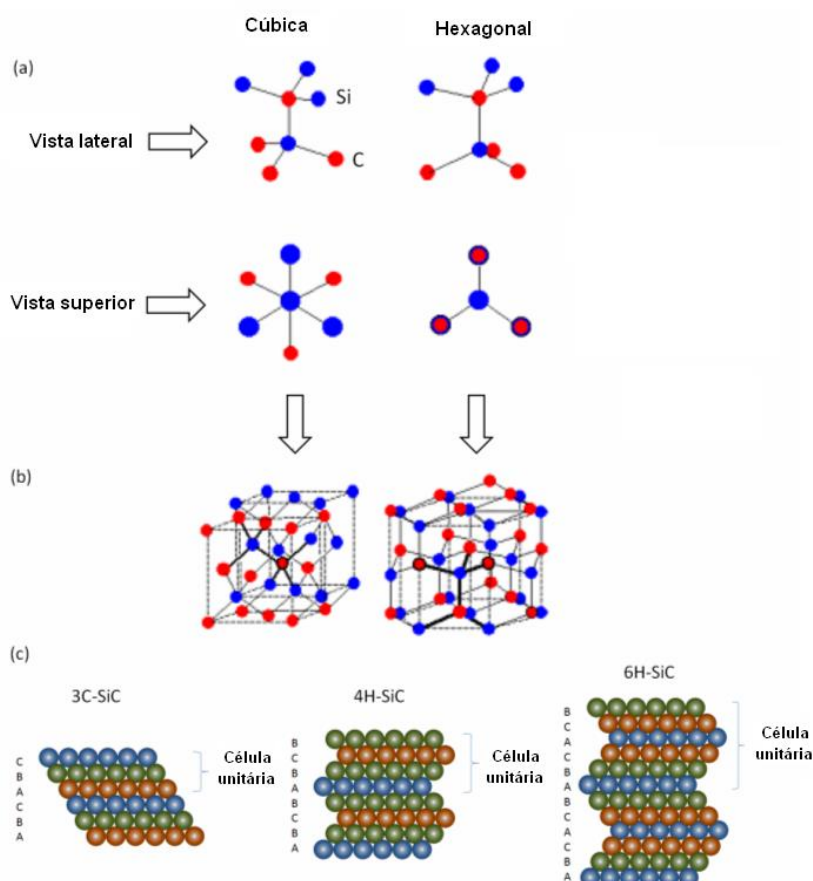 Cúbica
Hexagonal
(a)
Si
Vista lateral
C
Vista superior
(b)
(c)
3C-SiC
4H-SiC
6H-SiC
C
B
A
C
B
A
Célula
unitária
B
C
B
A
B
C
B
A
Célula
unitária
B
C
A
C
B
A
B
C
A
C
B
A
Célula
unitária